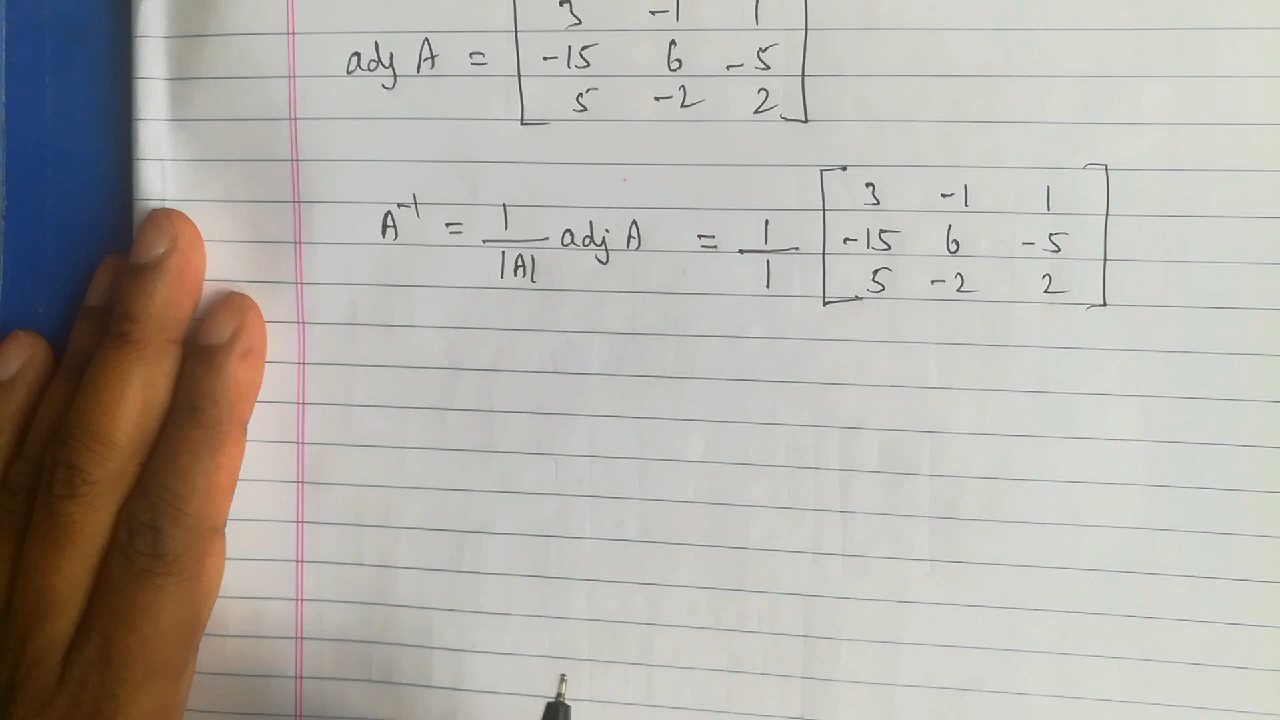 3 -1 1
adj A = -15 6 -5
5 -2 2
3 -1 1
A⁻¹ = 1/|A| adj A = 1/1 -15 6 -5
5 -2 2